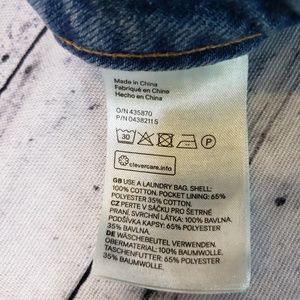 Made in China
Fabriqué en Chine
Hecho en China
O/N 435870
P/N 04382115
30
P
clevercare.info
GB USE A LAUNDRY BAG. SHELL:
100% COTTON. POCKET LINING: 65%
POLYESTER 35% COTTON.
CZ PERTE V SÁČKU PRO ŠETRNÉ
PRANÍ. SVRCHNÍ LÁTKA: 100% BAVLNA.
PODŠÍVKA KAPSY: 65% POLYESTER
35% BAVLNA.
DE WÄSCHEBEUTEL VERWENDEN.
OBERMATERIAL: 100% BAUMWOLLE.
TASCHENFUTTER: 65% POLYESTER
35% BAUMWOLLE.